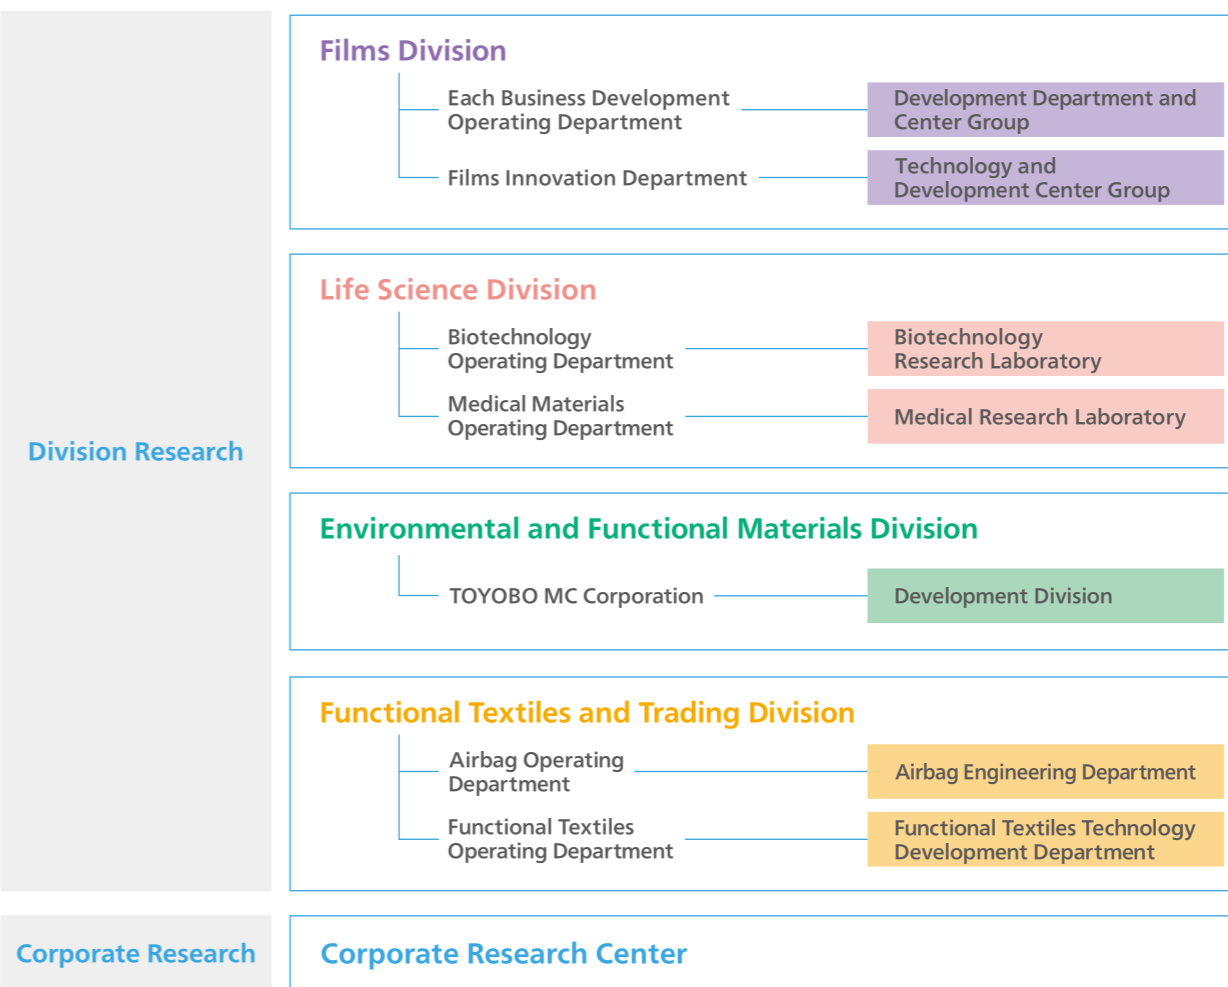 Division Research
Films Division
Each Business Development
Operating Department
Development Department and
Center Group
Films Innovation Department
Technology and
Development Center Group
Life Science Division
Biotechnology
Operating Department
Biotechnology
Research Laboratory
Medical Materials
Operating Department
Medical Research Laboratory
Environmental and Functional Materials Division
TOYOBO MC Corporation
Development Division
Functional Textiles and Trading Division
Airbag Operating
Department
Airbag Engineering Department
Functional Textiles
Operating Department
Functional Textiles Technology
Development Department
Corporate Research
Corporate Research Center